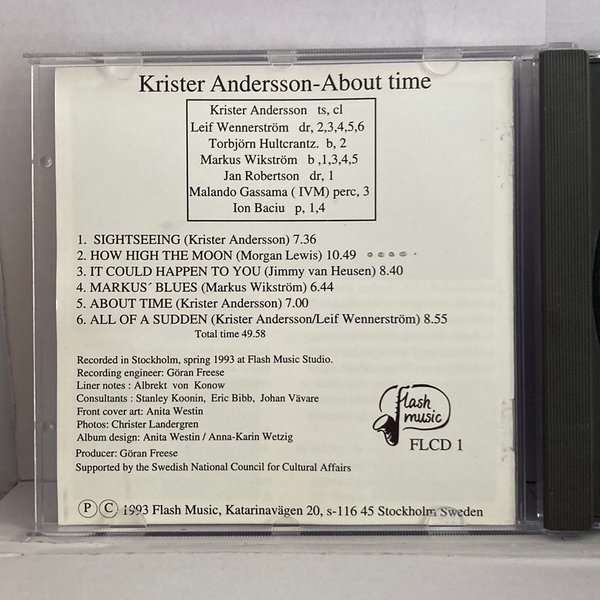 Krister Andersson-About time
Krister Andersson ts, cl
Leif Wennerström dr, 2,3,4,5,6
Torbjörn Hultcrantz. b, 2
Markus Wikström b ,1,3,4,5
Jan Robertson dr, 1
Malando Gassama ( IVM) perc, 3
Ion Baciu p, 1,4
1. SIGHTSEEING (Krister Andersson) 7.36
2. HOW HIGH THE MOON (Morgan Lewis) 10.49
3. IT COULD HAPPEN TO YOU (Jimmy van Heusen) 8.40
4. MARKUS´ BLUES (Markus Wikström) 6.44
5. ABOUT TIME (Krister Andersson) 7.00
6. ALL OF A SUDDEN (Krister Andersson/Leif Wennerström) 8.55
Total time 49.58
Recorded in Stockholm, spring 1993 at Flash Music Studio.
Recording engineer: Göran Freese
Liner notes : Albrekt von Konow
Consultants : Stanley Koonin, Eric Bibb, Johan Vävare
Front cover art: Anita Westin
Photos: Christer Landergren
Album design: Anita Westin / Anna-Karin Wetzig
Producer: Göran Freese
Supported by the Swedish National Council for Cultural Affairs
flash
music
FLCD 1
Ⓟ Ⓒ 1993 Flash Music, Katarinavägen 20, s-116 45 Stockholm Sweden